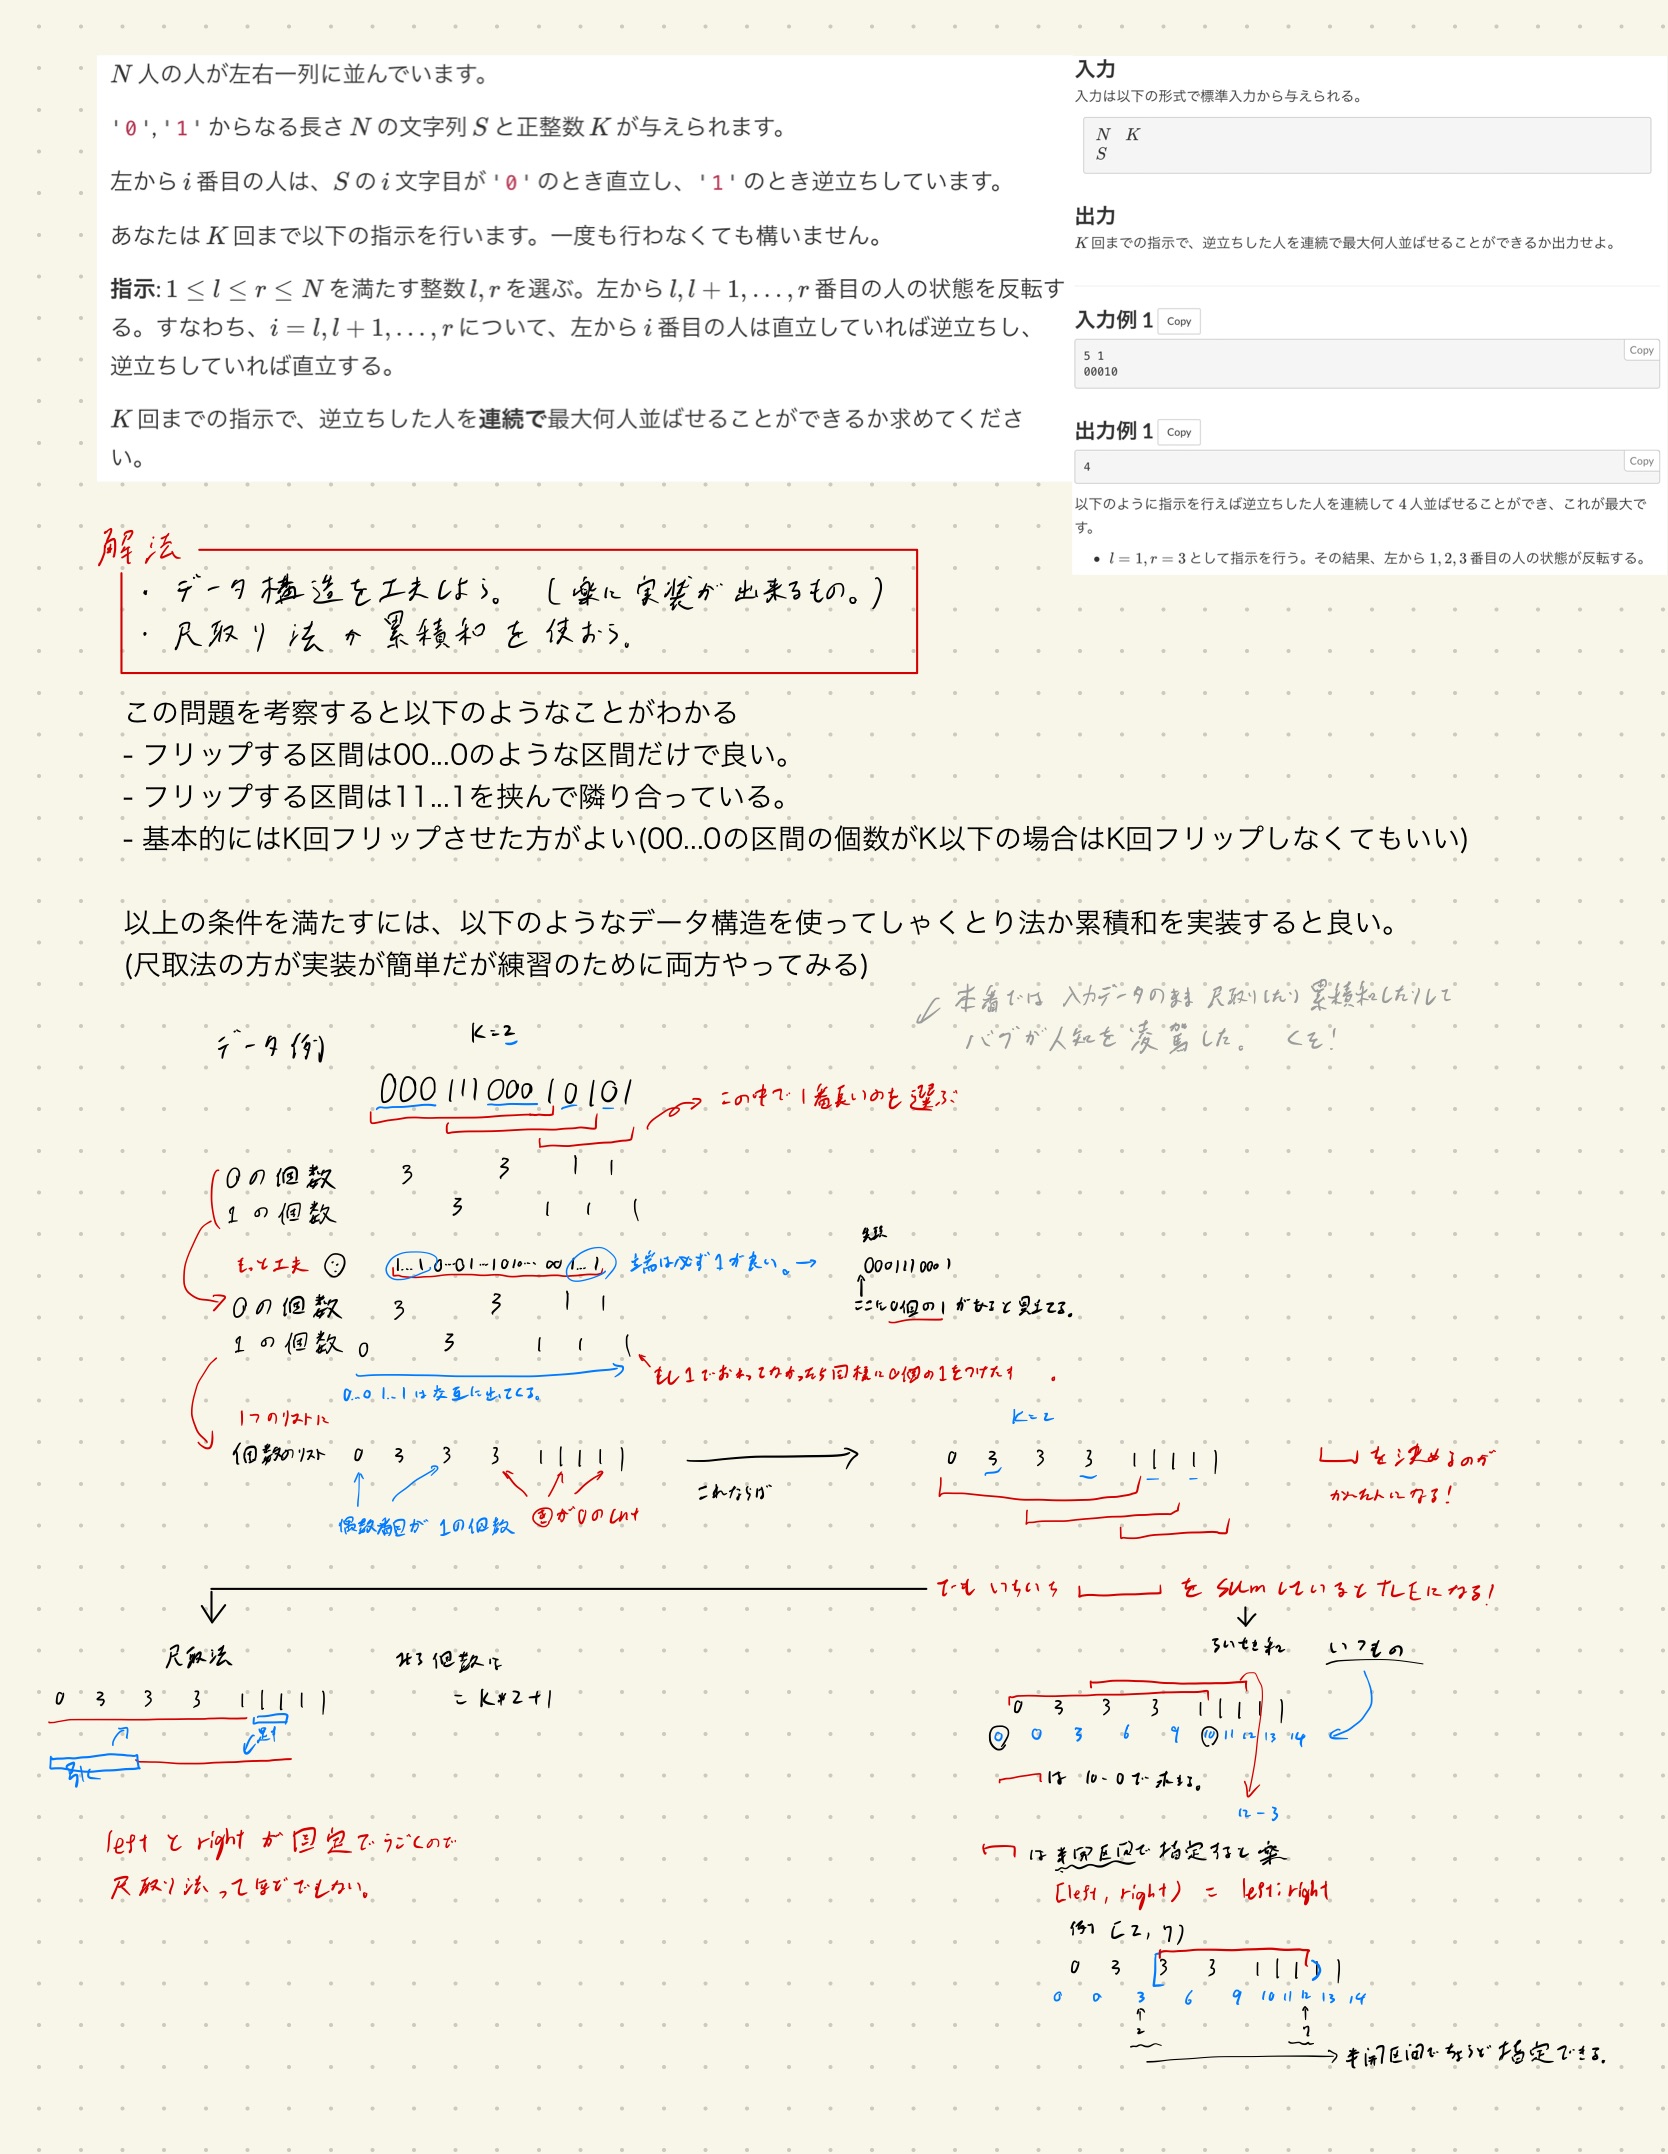 N 人の人が左右一列に並んでいます。
'0','1' からなる長さ N の文字列 S と正整数 K が与えられます。
左から i 番目の人は、S の i 文字目が '0' のとき直立し、'1' のとき逆立ちしています。
あなたは K 回まで以下の指示を行います。一度も行わなくても構いません。
指示: 1 ≤ l ≤ r ≤ N を満たす整数 l, r を選ぶ。左から l, l + 1, . . . , r 番目の人の状態を反転す
る。すなわち、i = l, l + 1, . . . , r について、左から i 番目の人は直立していれば逆立ちし、
逆立ちしていれば直立する。
K 回までの指示で、逆立ちした人を連続で最大何人並ばせることができるか求めてくださ
い。
入力
入力は以下の形式で標準入力から与えられる。
N K
S
出力
K 回までの指示で、逆立ちした人を連続で最大何人並ばせることができるか出力せよ。
入力例 1 Copy
Copy
5 1
00010
出力例 1 Copy
Copy
4
以下のように指示を行えば逆立ちした人を連続して 4 人並ばせることができ、これが最大で
す。
• l = 1, r = 3 として指示を行う。その結果、左から 1, 2, 3 番目の人の状態が反転する。
解法
・ データ構造を工夫しよう。 (楽に実装が出来るもの。)
・ 尺取り法か累積和を使おう。
この問題を考察すると以下のようなことがわかる
- フリップする区間は00...0のような区間だけで良い。
- フリップする区間は11...1を挟んで隣り合っている。
- 基本的にはK回フリップさせた方がよい(00...0の区間の個数がK以下の場合はK回フリップしなくてもいい)
以上の条件を満たすには、以下のようなデータ構造を使ってしゃくとり法か累積和を実装すると良い。
(尺取法の方が実装が簡単だが練習のために両方やってみる)
本番では 入力データのまま 尺取りしたり 累積和したりして
バグが人知を凌駕した。 くそ!
データ例 K=2
00011100010101
この中で1番長いのを選ぶ
0の個数 3 3 1 1
1の個数 3 1 1 1
もっと工夫 1...1 0...01...1010... 00 1...1 端は必ず1が良い。→
0001110001
ここに0個の1があると見立てる。
0の個数 3 3 1 1
1の個数 0 3 1 1 1
もし1でおわってなかったら同様に0個の1をつけたす
0...0 1...1は交互に出てくる。
1つのリストに
個数のリスト 0 3 3 3 1 1 1 1 1
偶数番目が 1の個数
奇が0のcnt
これならば
K=2
0 3 3 3 1 1 1 1 1
を決めるのが
かんたんになる!
でも いちいち を sumしているとTLEになる!
尺取法
0 3 3 3 1 1 1 1 1
足す
引く
みる個数は
= K*2+1
left と right が固定でうごくので
尺取り法ってほどでもない。
るいせき和
いつもの
0 3 3 3 1 1 1 1 1
0 0 3 6 9 10 11 12 13 14
は 10-0で求まる。
12-3
は半開区間で指定すると楽
[left, right) = left:right
例 [2, 7)
0 3 [3 3 1 1 1 ) 1 1
0 0 3 6 9 10 11 12 13 14
2 7
半開区間でちょうど指定できる。